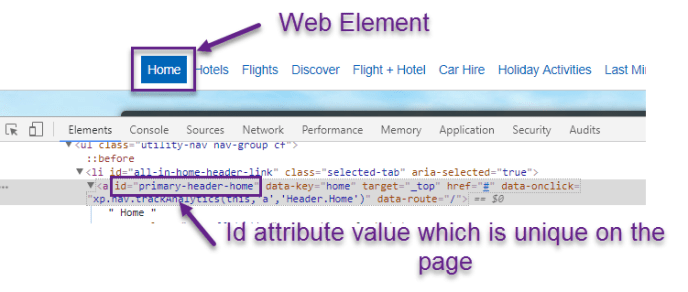 Web Element
Home Hotels Flights Discover Flight + Hotel Car Hire Holiday Activities Last Mi
Elements Console Sources Network Performance Memory Application Security Audits
▼<ul class="utility-nav nav-group cf">
::before
▼<li id="all-in-home-header-link" class="selected-tab" aria-selected="true">
… ▼<a id="primary-header-home" data-key="home" target="_top" href="#" data-onclick=
"xp.nav.trackAnalytics(this,'a','Header.Home')" data-route="/"> == $0
" Home "
Id attribute value which is unique on the
page